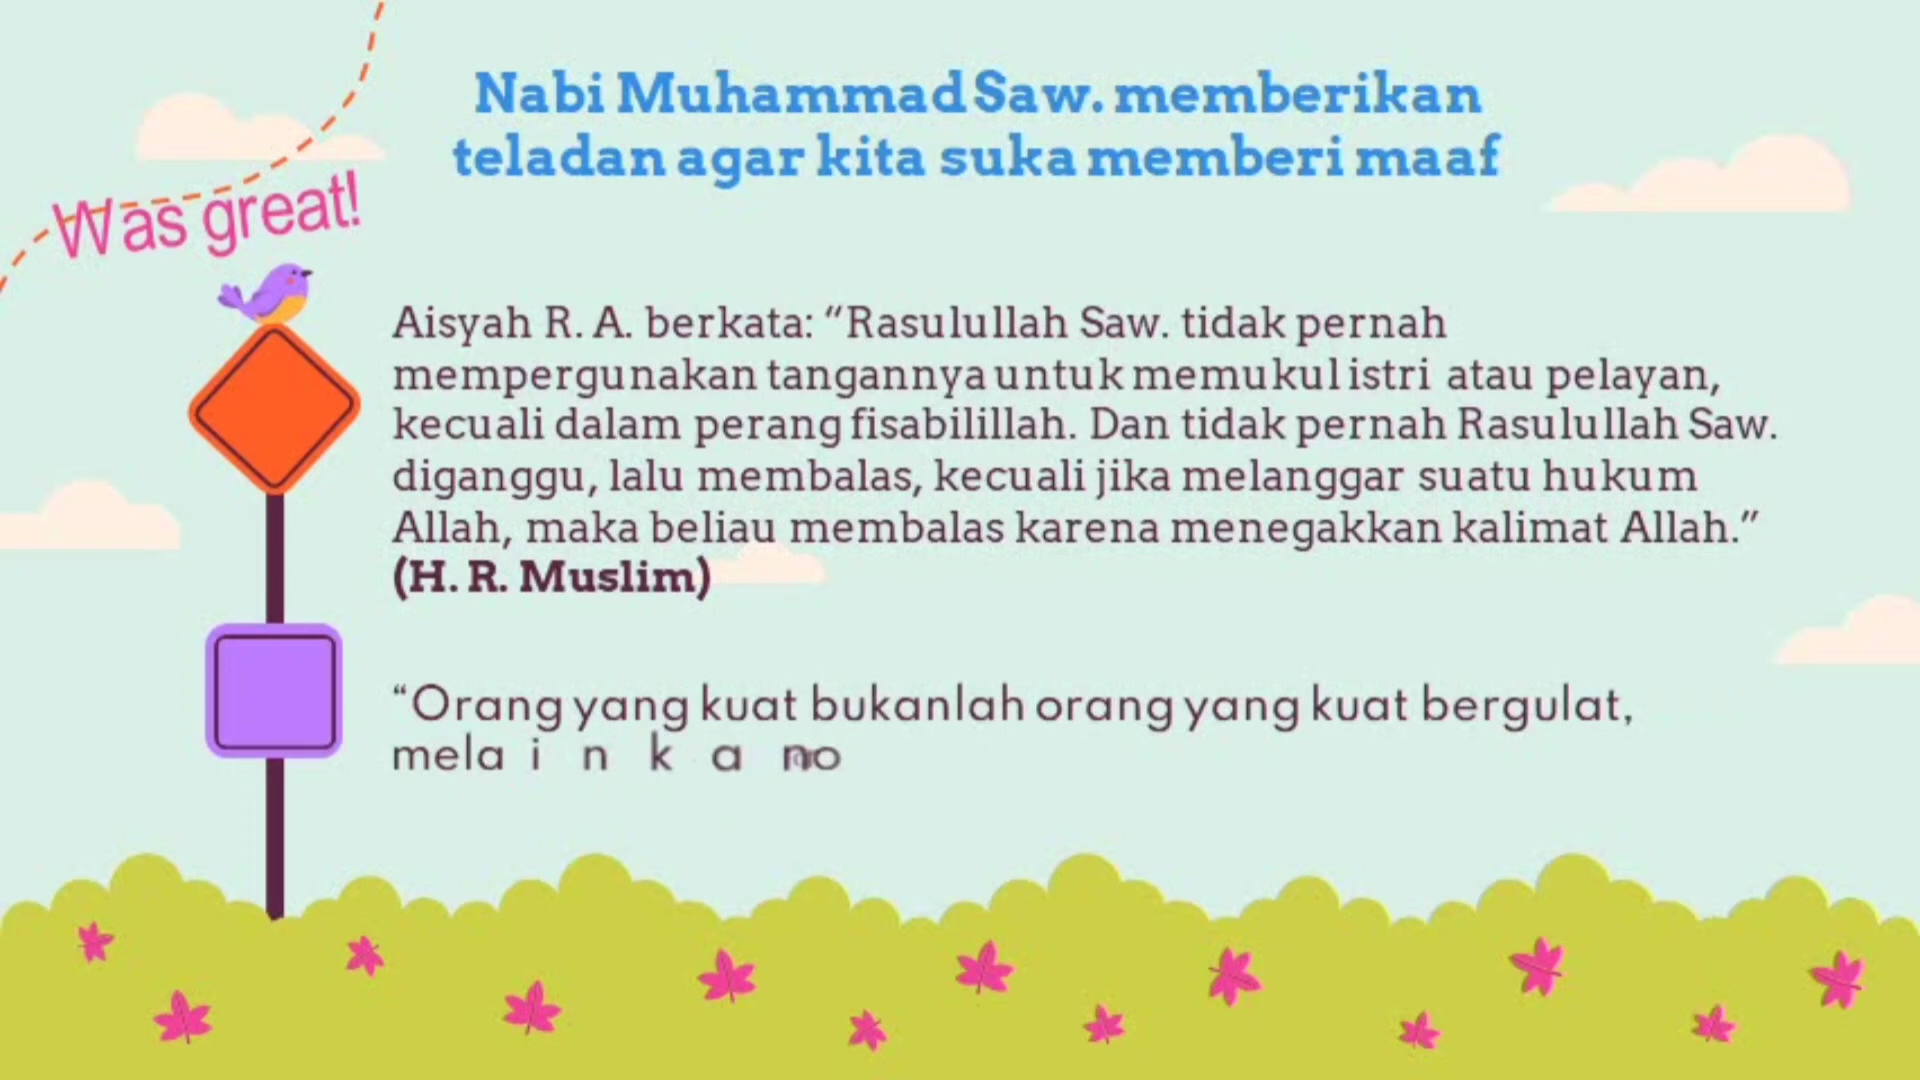 Nabi Muhammad Saw. memberikan
teladan agar kita suka memberi maaf
Was great!
Aisyah R. A. berkata: “Rasulullah Saw. tidak pernah
mempergunakan tangannya untuk memukul istri atau pelayan,
kecuali dalam perang fisabilillah. Dan tidak pernah Rasulullah Saw.
diganggu, lalu membalas, kecuali jika melanggar suatu hukum
Allah, maka beliau membalas karena menegakkan kalimat Allah.”
(H. R. Muslim)
“Orang yang kuat bukanlah orang yang kuat bergulat,
mela i n k a n